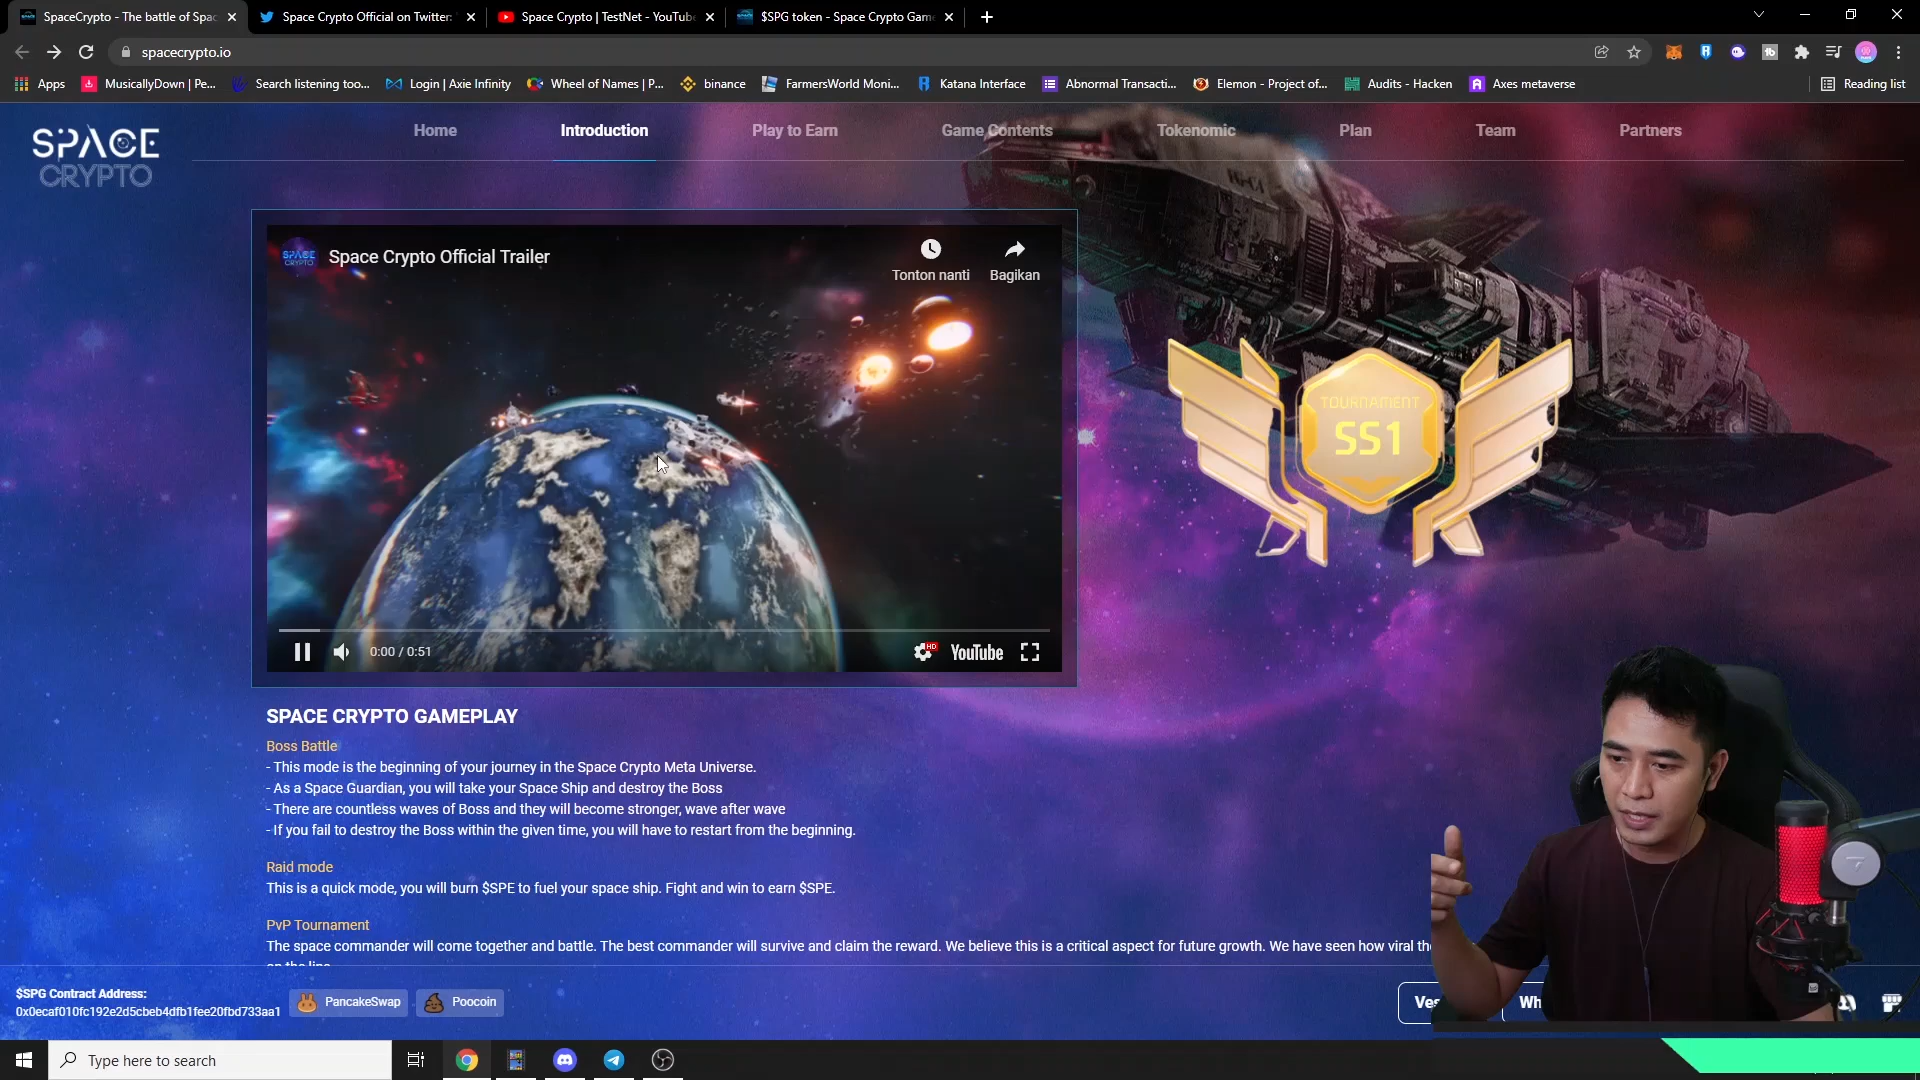 SpaceCrypto - The battle of Spac
Space Crypto Official on Twitter:
Space Crypto | TestNet - YouTube
$SPG token - Space Crypto Game
spacecrypto.io
Apps
MusicallyDown | Pe...
Search listening too...
Login | Axie Infinity
Wheel of Names | P...
binance
FarmersWorld Moni...
Katana Interface
Abnormal Transacti...
Elemon - Project of...
Audits - Hacken
Axes metaverse
Reading list
SPACE
CRYPTO
Home
Introduction
Play to Earn
Game Contents
Tokenomic
Plan
Team
Partners
SPACE
CRYPTO
Space Crypto Official Trailer
Tonton nanti
Bagikan
TOURNAMENT
SS1
0:00 / 0:51
HD
YouTube
SPACE CRYPTO GAMEPLAY
Boss Battle
- This mode is the beginning of your journey in the Space Crypto Meta Universe.
- As a Space Guardian, you will take your Space Ship and destroy the Boss
- There are countless waves of Boss and they will become stronger, wave after wave
- If you fail to destroy the Boss within the given time, you will have to restart from the beginning.
Raid mode
This is a quick mode, you will burn $SPE to fuel your space ship. Fight and win to earn $SPE.
PvP Tournament
The space commander will come together and battle. The best commander will survive and claim the reward. We believe this is a critical aspect for future growth. We have seen how viral the
on the line
$SPG Contract Address:
0x0ecaf010fc192e2d5cbeb4dfb1fee20fbd733aa1
PancakeSwap
Poocoin
Ves
Wh
Type here to search